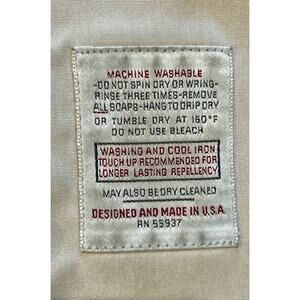 MACHINE WASHABLE
-DO NOT SPIN DRY OR WRING-
RINSE THREE TIMES-REMOVE
ALL SOAPS-HANG TO DRIP DRY
OR TUMBLE DRY AT 160°F
DO NOT USE BLEACH
WASHING AND COOL IRON
TOUCH UP RECOMMENDED FOR
LONGER LASTING REPELLENCY
MAY ALSO BE DRY CLEANED
DESIGNED AND MADE IN U.S.A.
RN 55937